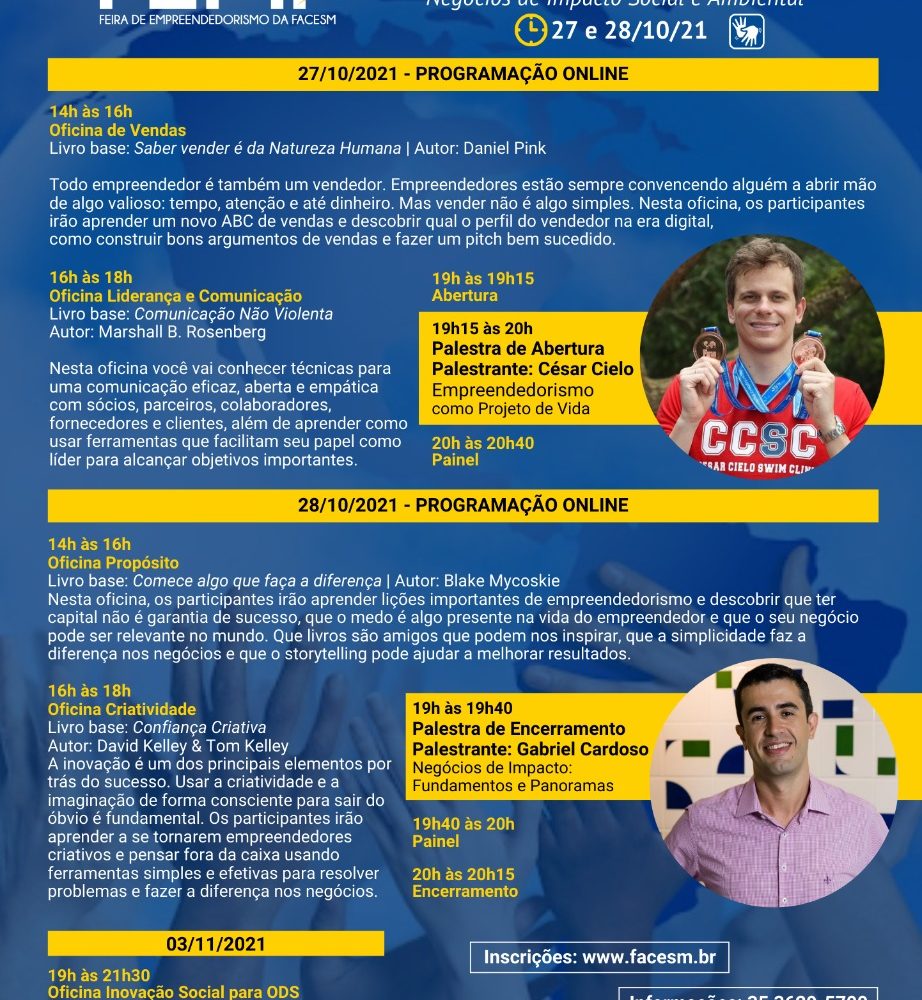 FEIRA DE EMPREENDEDORISMO DA FACESM
Negócios de Impacto Social e Ambiental
27 e 28/10/21
27/10/2021 - PROGRAMAÇÃO ONLINE
14h às 16h
Oficina de Vendas
Livro base: Saber vender é da Natureza Humana | Autor: Daniel Pink
Todo empreendedor é também um vendedor. Empreendedores estão sempre convencendo alguém a abrir mão
de algo valioso: tempo, atenção e até dinheiro. Mas vender não é algo simples. Nesta oficina, os participantes
irão aprender um novo ABC de vendas e descobrir qual o perfil do vendedor na era digital,
como construir bons argumentos de vendas e fazer um pitch bem sucedido.
16h às 18h
Oficina Liderança e Comunicação
Livro base: Comunicação Não Violenta
Autor: Marshall B. Rosenberg
Nesta oficina você vai conhecer técnicas para
uma comunicação eficaz, aberta e empática
com sócios, parceiros, colaboradores,
fornecedores e clientes, além de aprender como
usar ferramentas que facilitam seu papel como
líder para alcançar objetivos importantes.
19h às 19h15
Abertura
19h15 às 20h
Palestra de Abertura
Palestrante: César Cielo
Empreendedorismo
como Projeto de Vida
20h às 20h40
Painel
CCSC
CESAR CIELO SWIM CLIN
28/10/2021 - PROGRAMAÇÃO ONLINE
14h às 16h
Oficina Propósito
Livro base: Comece algo que faça a diferença | Autor: Blake Mycoskie
Nesta oficina, os participantes irão aprender lições importantes de empreendedorismo e descobrir que ter
capital não é garantia de sucesso, que o medo é algo presente na vida do empreendedor e que o seu negócio
pode ser relevante no mundo. Que livros são amigos que podem nos inspirar, que a simplicidade faz a
diferença nos negócios e que o storytelling pode ajudar a melhorar resultados.
16h às 18h
Oficina Criatividade
Livro base: Confiança Criativa
Autor: David Kelley & Tom Kelley
A inovação é um dos principais elementos por
trás do sucesso. Usar a criatividade e a
imaginação de forma consciente para sair do
óbvio é fundamental. Os participantes irão
aprender a se tornarem empreendedores
criativos e pensar fora da caixa usando
ferramentas simples e efetivas para resolver
problemas e fazer a diferença nos negócios.
19h às 19h40
Palestra de Encerramento
Palestrante: Gabriel Cardoso
Negócios de Impacto:
Fundamentos e Panoramas
19h40 às 20h
Painel
20h às 20h15
Encerramento
03/11/2021
19h às 21h30
Oficina Inovação Social para ODS
Inscrições: www.facesm.br
Informações: 35